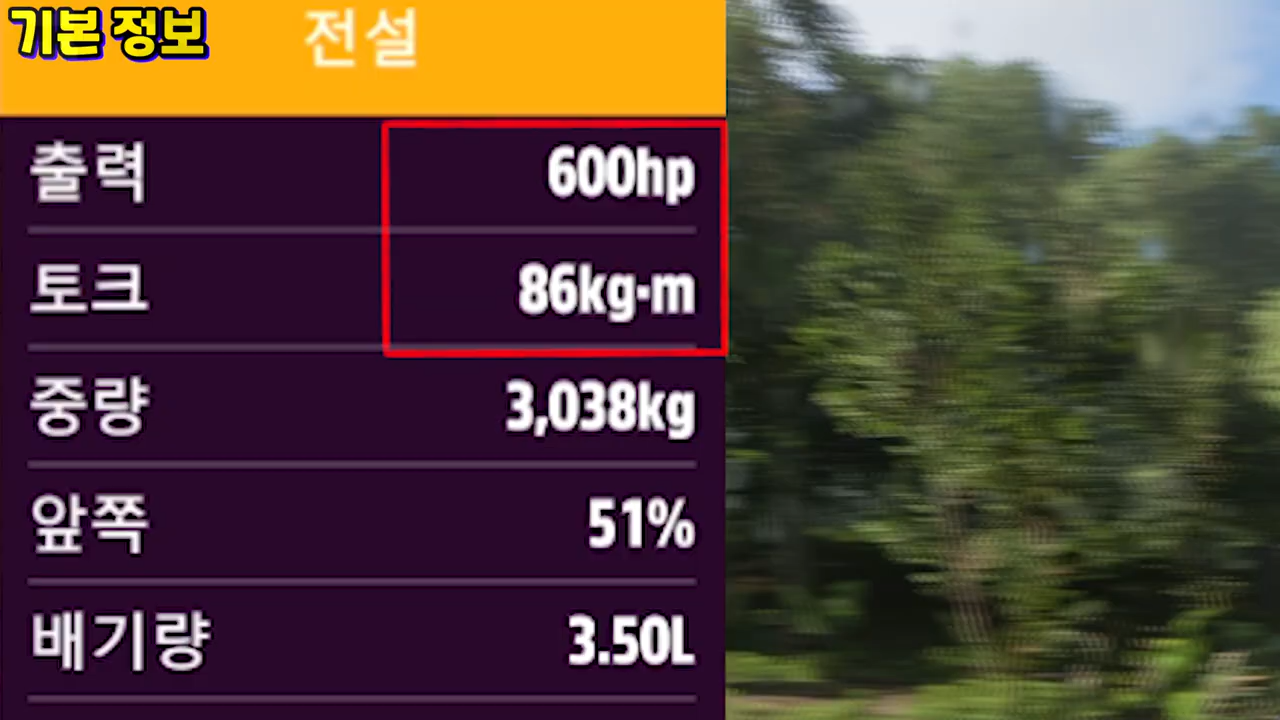 기본 정보
전설
출력 600hp
토크 86kg·m
중량 3,038kg
앞쪽 51%
배기량 3.50L